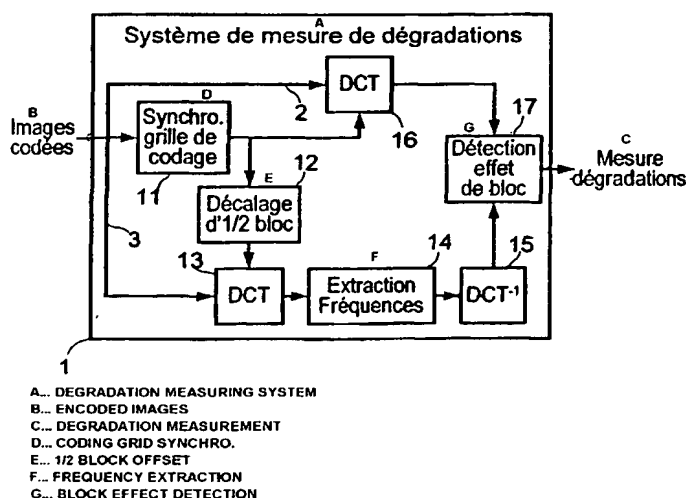 A
Système de mesure de dégradations
B
Images
codées
D
Synchro.
grille de
codage
11
2
DCT
16
17
G
Détection
effet
de bloc
C
Mesure
dégradations
E
12
Décalage
d'1/2 bloc
3
13
DCT
F
14
Extraction
Fréquences
15
DCT-1
1
A... DEGRADATION MEASURING SYSTEM
B... ENCODED IMAGES
C... DEGRADATION MEASUREMENT
D... CODING GRID SYNCHRO.
E... 1/2 BLOCK OFFSET
F... FREQUENCY EXTRACTION
G... BLOCK EFFECT DETECTION